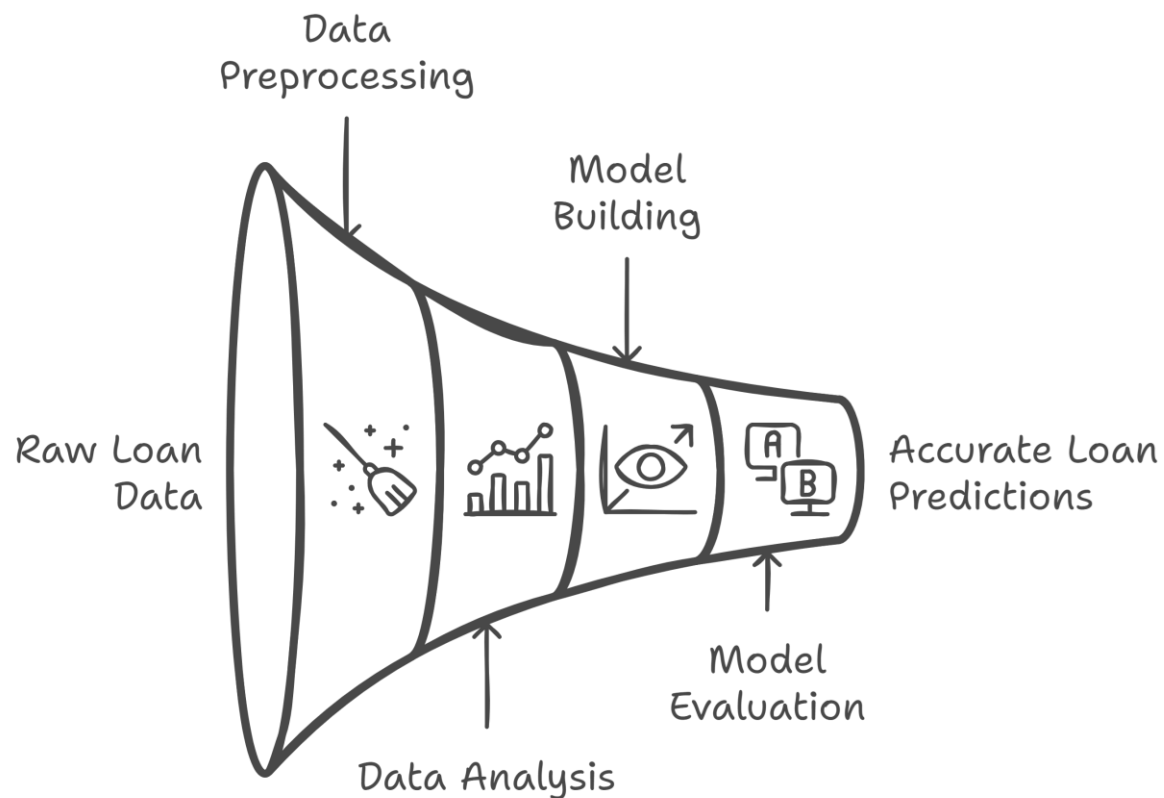 Data
Preprocessing
Model
Building
Raw Loan
Data
A
B
Accurate Loan
Predictions
Model
Evaluation
Data Analysis